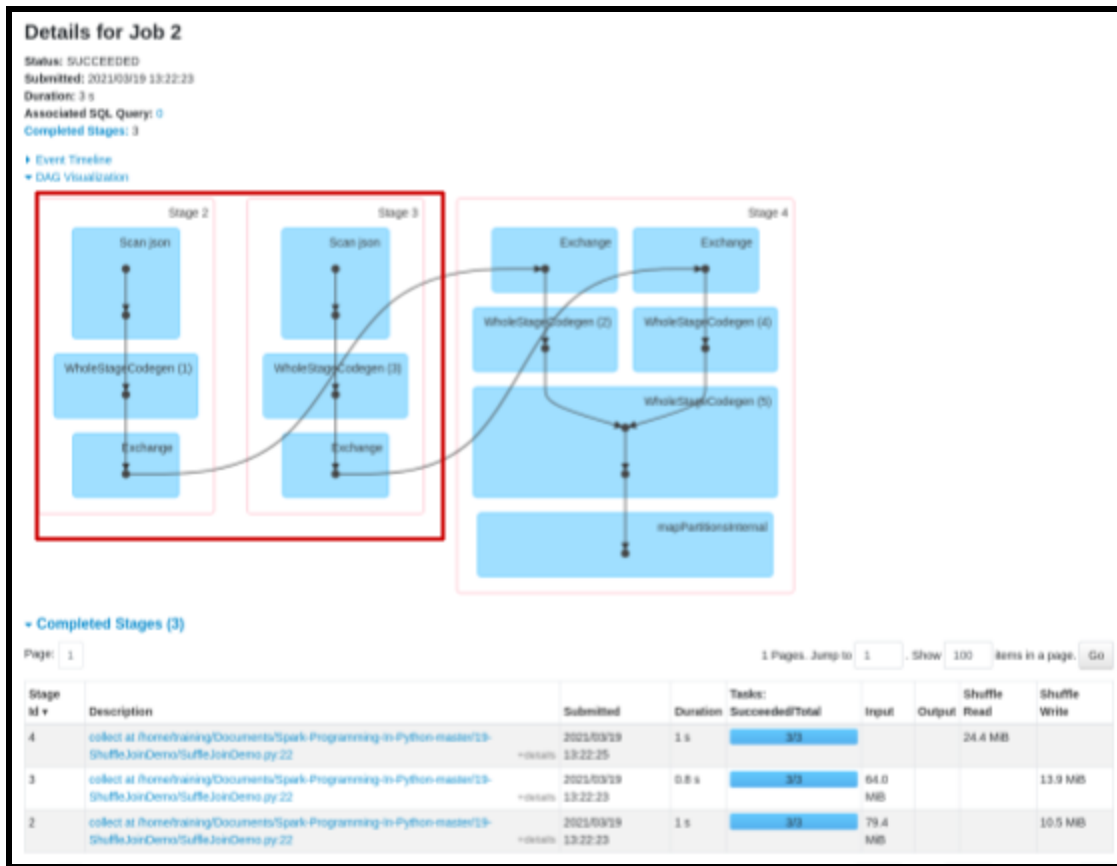 Details for Job 2
Status: SUCCEEDED
Submitted: 2021/03/19 13:22:23
Duration: 3 s
Associated SQL Query: 0
Completed Stages: 3
Event Timeline
DAG Visualization
Stage 2
Stage 3
Stage 4
Scan json
Scan json
Exchange
Exchange
WholeStageCodegen (2)
WholeStageCodegen (4)
WholeStageCodegen (1)
WholeStageCodegen (3)
WholeStageCodegen (5)
Exchange
Exchange
mapPartitionsInternal
Completed Stages (3)
Page: 1
1 Pages. Jump to 1 . Show 100 items in a page. Go
Stage Id ▾ Description Submitted Duration Tasks: Succeeded/Total Input Output Shuffle Read Shuffle Write
4 collect at /home/training/Documents/Spark-Programming-In-Python-master/19- 2021/03/19 1 s 3/3 24.4 MiB
ShuffleJoinDemo/SuffleJoinDemo.py:22 +details 13:22:25
3 collect at /home/training/Documents/Spark-Programming-In-Python-master/19- 2021/03/19 0.8 s 3/3 64.0 13.9 MiB
ShuffleJoinDemo/SuffleJoinDemo.py:22 +details 13:22:23 MiB
2 collect at /home/training/Documents/Spark-Programming-In-Python-master/19- 2021/03/19 1 s 3/3 79.4 10.5 MiB
ShuffleJoinDemo/SuffleJoinDemo.py:22 +details 13:22:23 MiB